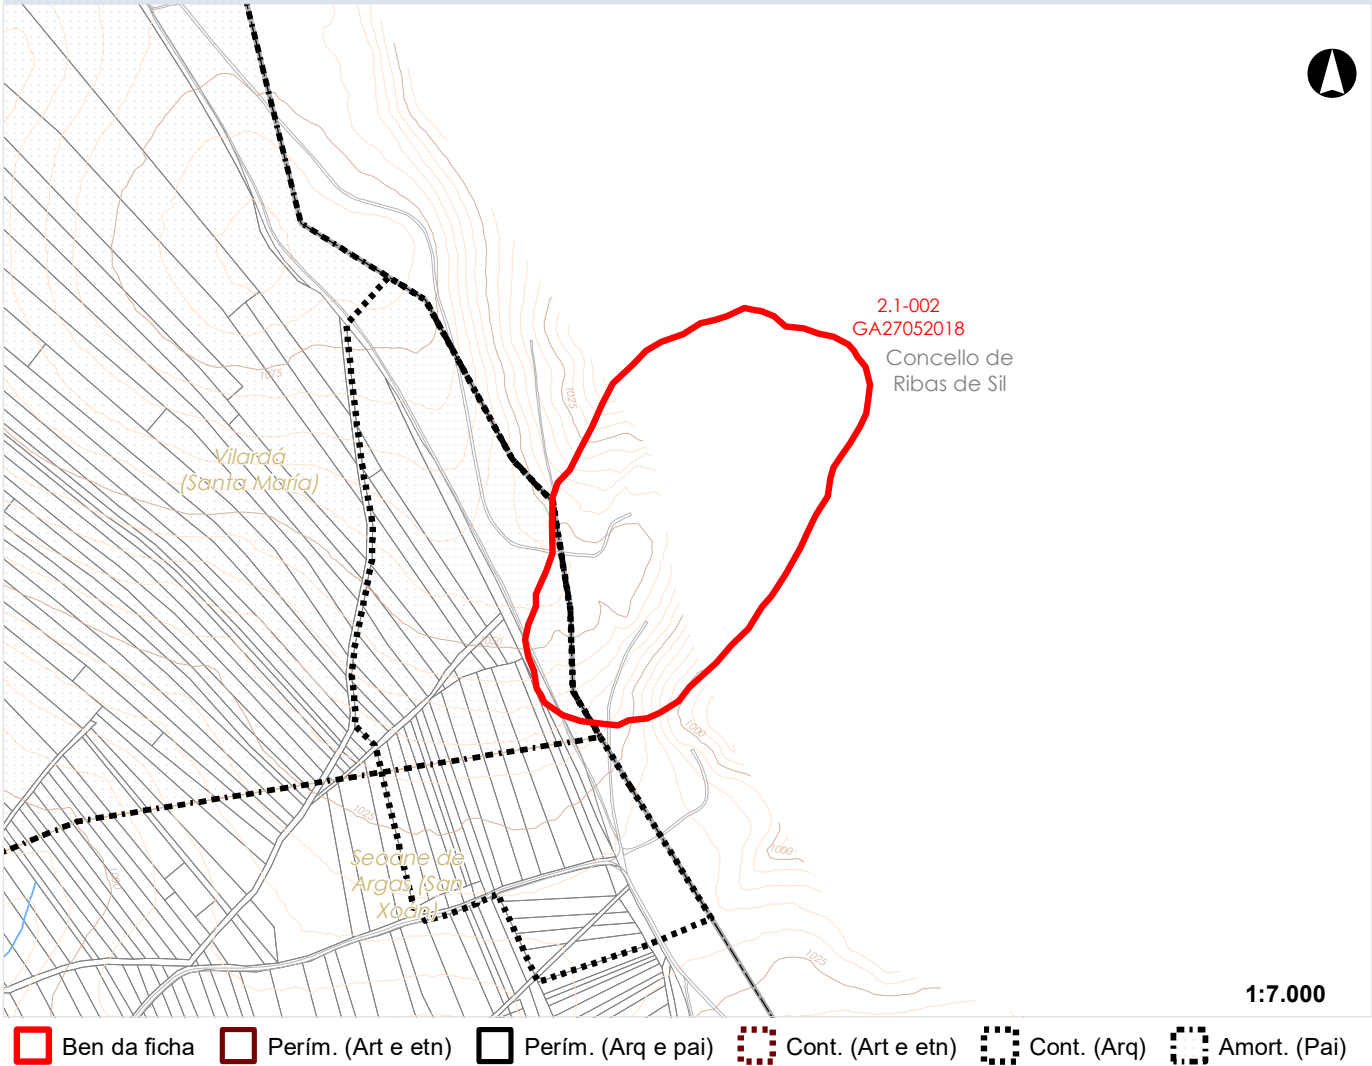 2.1-002
GA27052018
Concello de
Ribas de Sil
1025
1075
Vilardá
(Santa María)
1050
1000
1025
Seoane de
Argas (San
Xoán)
1000
1000
1025
1:7.000
Ben da ficha
Perím. (Art e etn)
Perím. (Arq e pai)
Cont. (Art e etn)
Cont. (Arq)
Amort. (Pai)